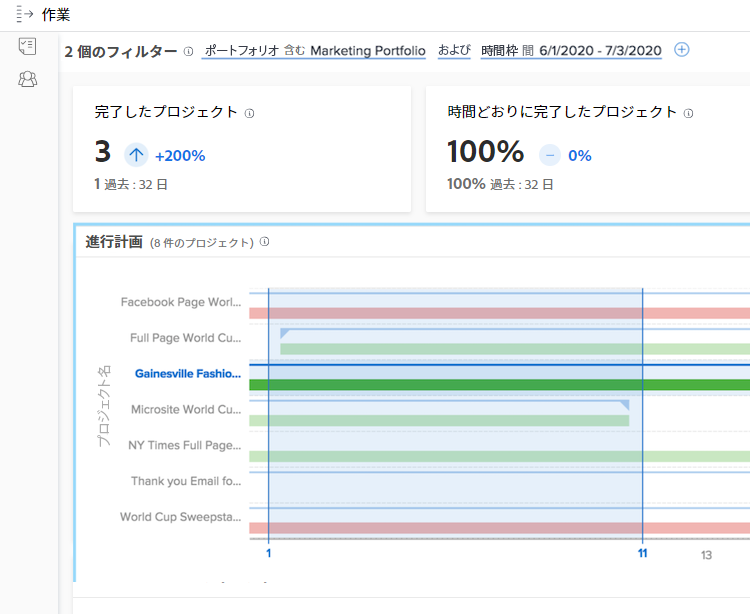 作業
2 個のフィルター ポートフォリオ 含む Marketing Portfolio および 時間枠 間 6/1/2020 - 7/3/2020
完了したプロジェクト
3 +200%
1 過去 : 32 日
時間どおりに完了したプロジェクト
100% 0%
100% 過去 : 32 日
進行計画 (8 件のプロジェクト)
プロジェクト名
Facebook Page Worl...
Full Page World Cu...
Gainesville Fashio...
Microsite World Cu...
NY Times Full Page...
Thank you Email fo...
World Cup Sweepsta...
1 11 13